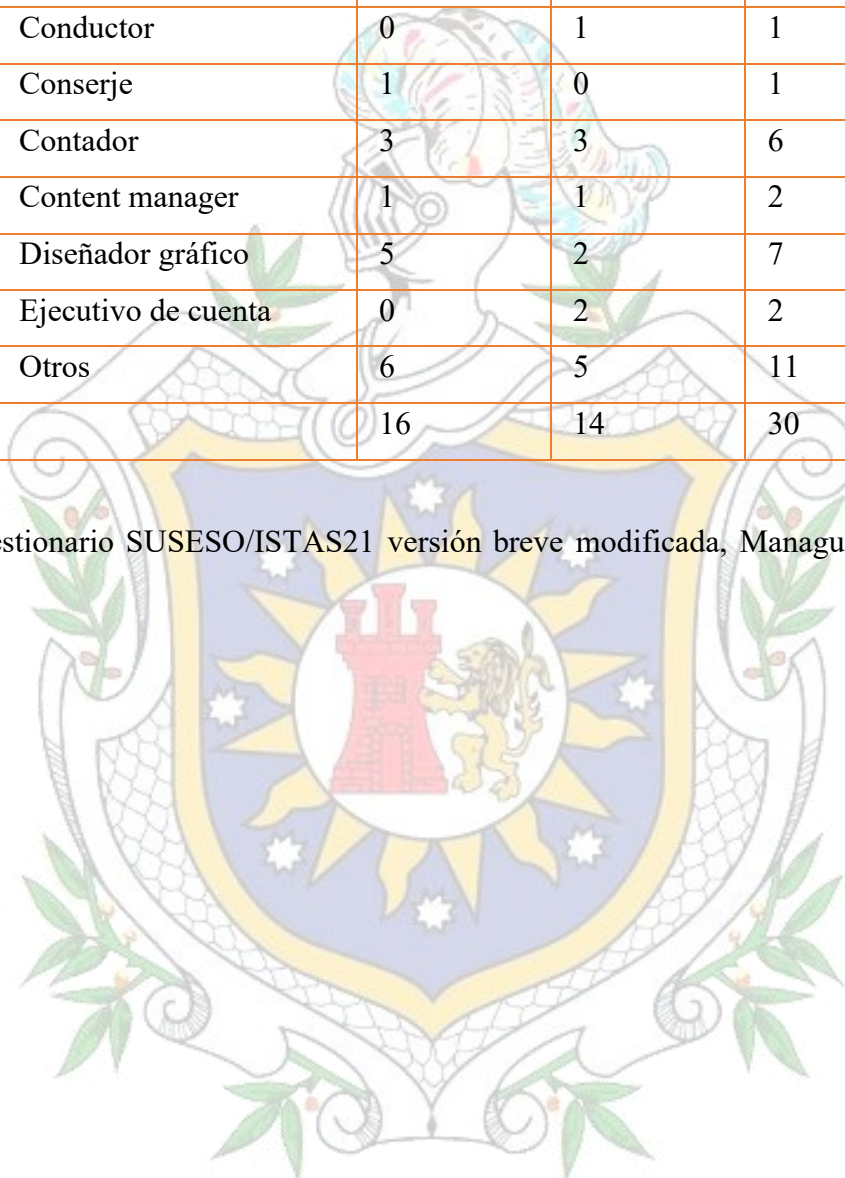 Conductor 0 1 1
Conserje 1 0 1
Contador 3 3 6
Content manager 1 1 2
Diseñador gráfico 5 2 7
Ejecutivo de cuenta 0 2 2
Otros 6 5 11
16 14 30
estionario SUSESO/ISTAS21 versión breve modificada, Managu